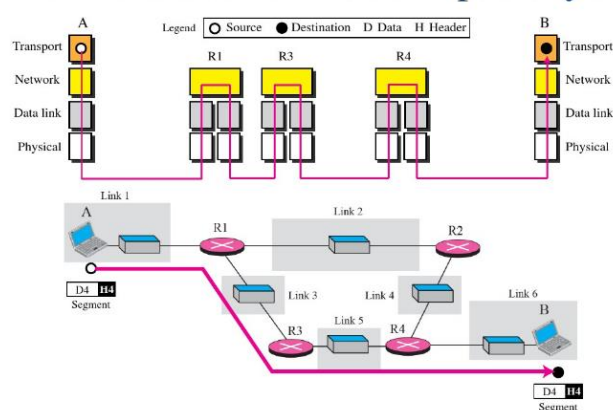 A
Legend
Source
Destination
D Data
H Header
B
Transport
R1
R3
R4
Transport
Network
Network
Data link
Data link
Physical
Physical
Link 1
A
R1
Link 2
R2
D4 H4
Segment
Link 3
Link 4
Link 6
B
R3
Link 5
R4
D4 H4
Segment